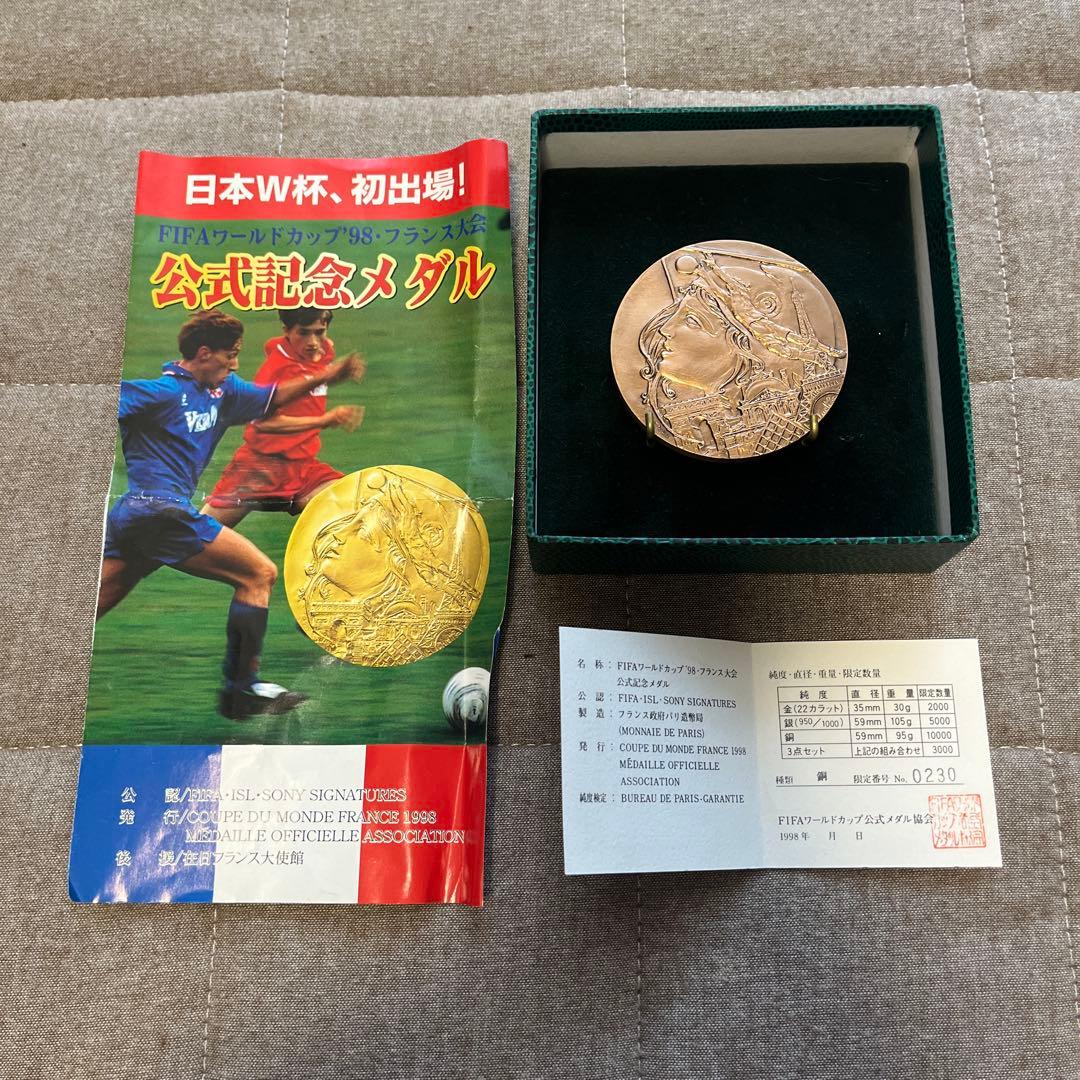 日本W杯、初出場!
FIFAワールドカップ'98・フランス大会
公式記念メダル
公 認/FIFA・ISL・SONY SIGNATURES
発 行/COUPE DU MONDE FRANCE 1998
MÉDAILLE OFFICIELLE ASSOCIATION
後 援/在日フランス大使館
名 称:FIFAワールドカップ'98・フランス大会
公式記念メダル
公 認:FIFA・ISL・SONY SIGNATURES
製 造:フランス政府パリ造幣局
(MONNAIE DE PARIS)
発 行:COUPE DU MONDE FRANCE 1998
MÉDAILLE OFFICIELLE
ASSOCIATION
純度検定:BUREAU DE PARIS-GARANTIE
純度・直径・重量・限定数量
純度 直径 重量 限定数量
金(22カラット) 35mm 30g 2000
銀(950/1000) 59mm 105g 5000
銅 59mm 95g 10000
3点セット 上記の組み合わせ 3000
種類 銅 限定番号 No. 0230
FIFAワールドカップ公式メダル協会
1998年 月 日